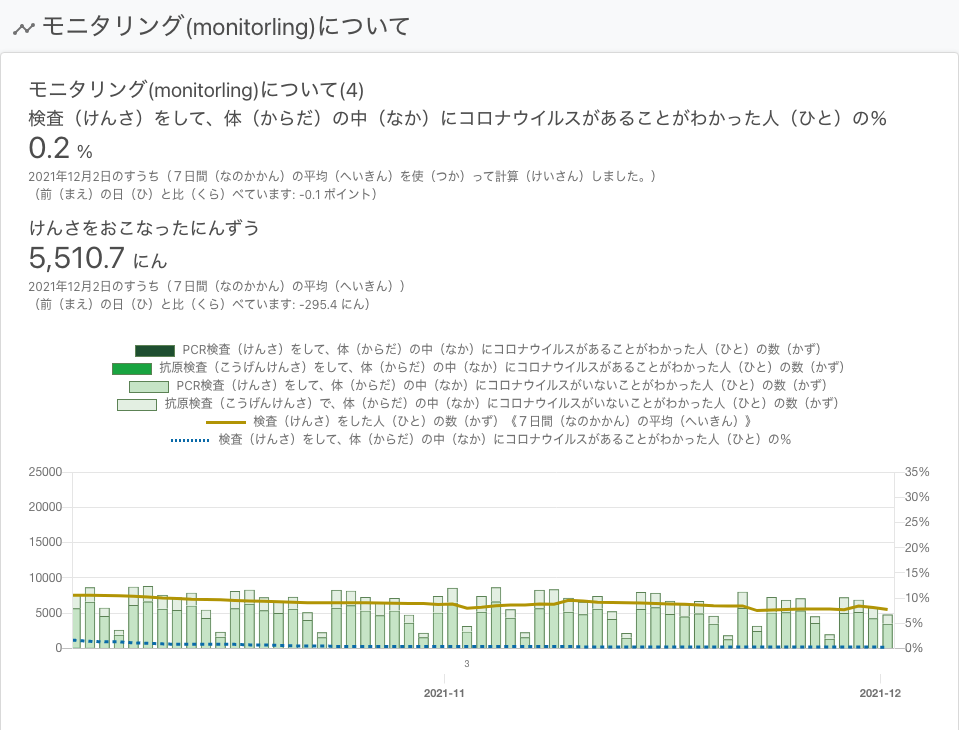 モニタリング(monitorling)について
モニタリング(monitorling)について(4)
検査（けんさ）をして、体（からだ）の中（なか）にコロナウイルスがあることがわかった人（ひと）の%
0.2 %
2021年12月2日のすうち（７日間（なのかかん）の平均（へいきん）を使（つか）って計算（けいさん）しました。）
（前（まえ）の日（ひ）と比（くら）べています: -0.1 ポイント）
けんさをおこなったにんずう
5,510.7 にん
2021年12月2日のすうち（７日間（なのかかん）の平均（へいきん））
（前（まえ）の日（ひ）と比（くら）べています: -295.4 にん）
PCR検査（けんさ）をして、体（からだ）の中（なか）にコロナウイルスがあることがわかった人（ひと）の数（かず）
抗原検査（こうげんけんさ）をして、体（からだ）の中（なか）にコロナウイルスがあることがわかった人（ひと）の数（かず）
PCR検査（けんさ）をして、体（からだ）の中（なか）にコロナウイルスがいないことがわかった人（ひと）の数（かず）
抗原検査（こうげんけんさ）で、体（からだ）の中（なか）にコロナウイルスがいないことがわかった人（ひと）の数（かず）
検査（けんさ）をした人（ひと）の数（かず）《７日間（なのかかん）の平均（へいきん）》
検査（けんさ）をして、体（からだ）の中（なか）にコロナウイルスがあることがわかった人（ひと）の%
25000 35%
30%
20000
25%
15000
20%
15%
10000
10%
5000
5%
0 0%
3
2021-11 2021-12